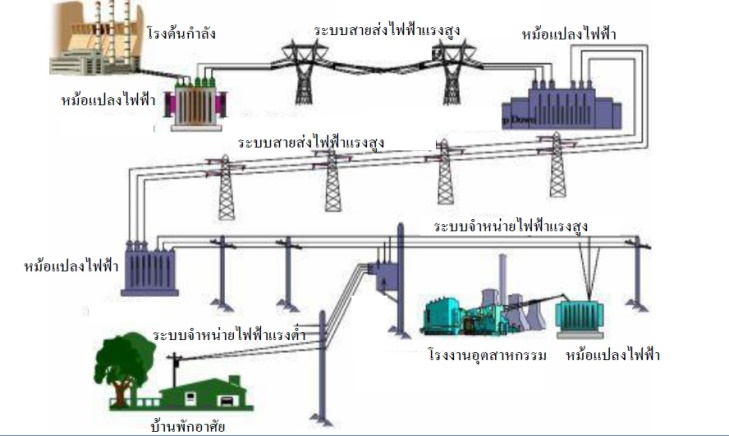 โรงต้นกำลัง
ระบบสายส่งไฟฟ้าแรงสูง
หม้อแปลงไฟฟ้า
หม้อแปลงไฟฟ้า
p Down
ระบบสายส่งไฟฟ้าแรงสูง
ระบบจำหน่ายไฟฟ้าแรงสูง
หม้อแปลงไฟฟ้า
ระบบจำหน่ายไฟฟ้าแรงต่ำ
โรงงานอุตสาหกรรม
หม้อแปลงไฟฟ้า
บ้านพักอาศัย